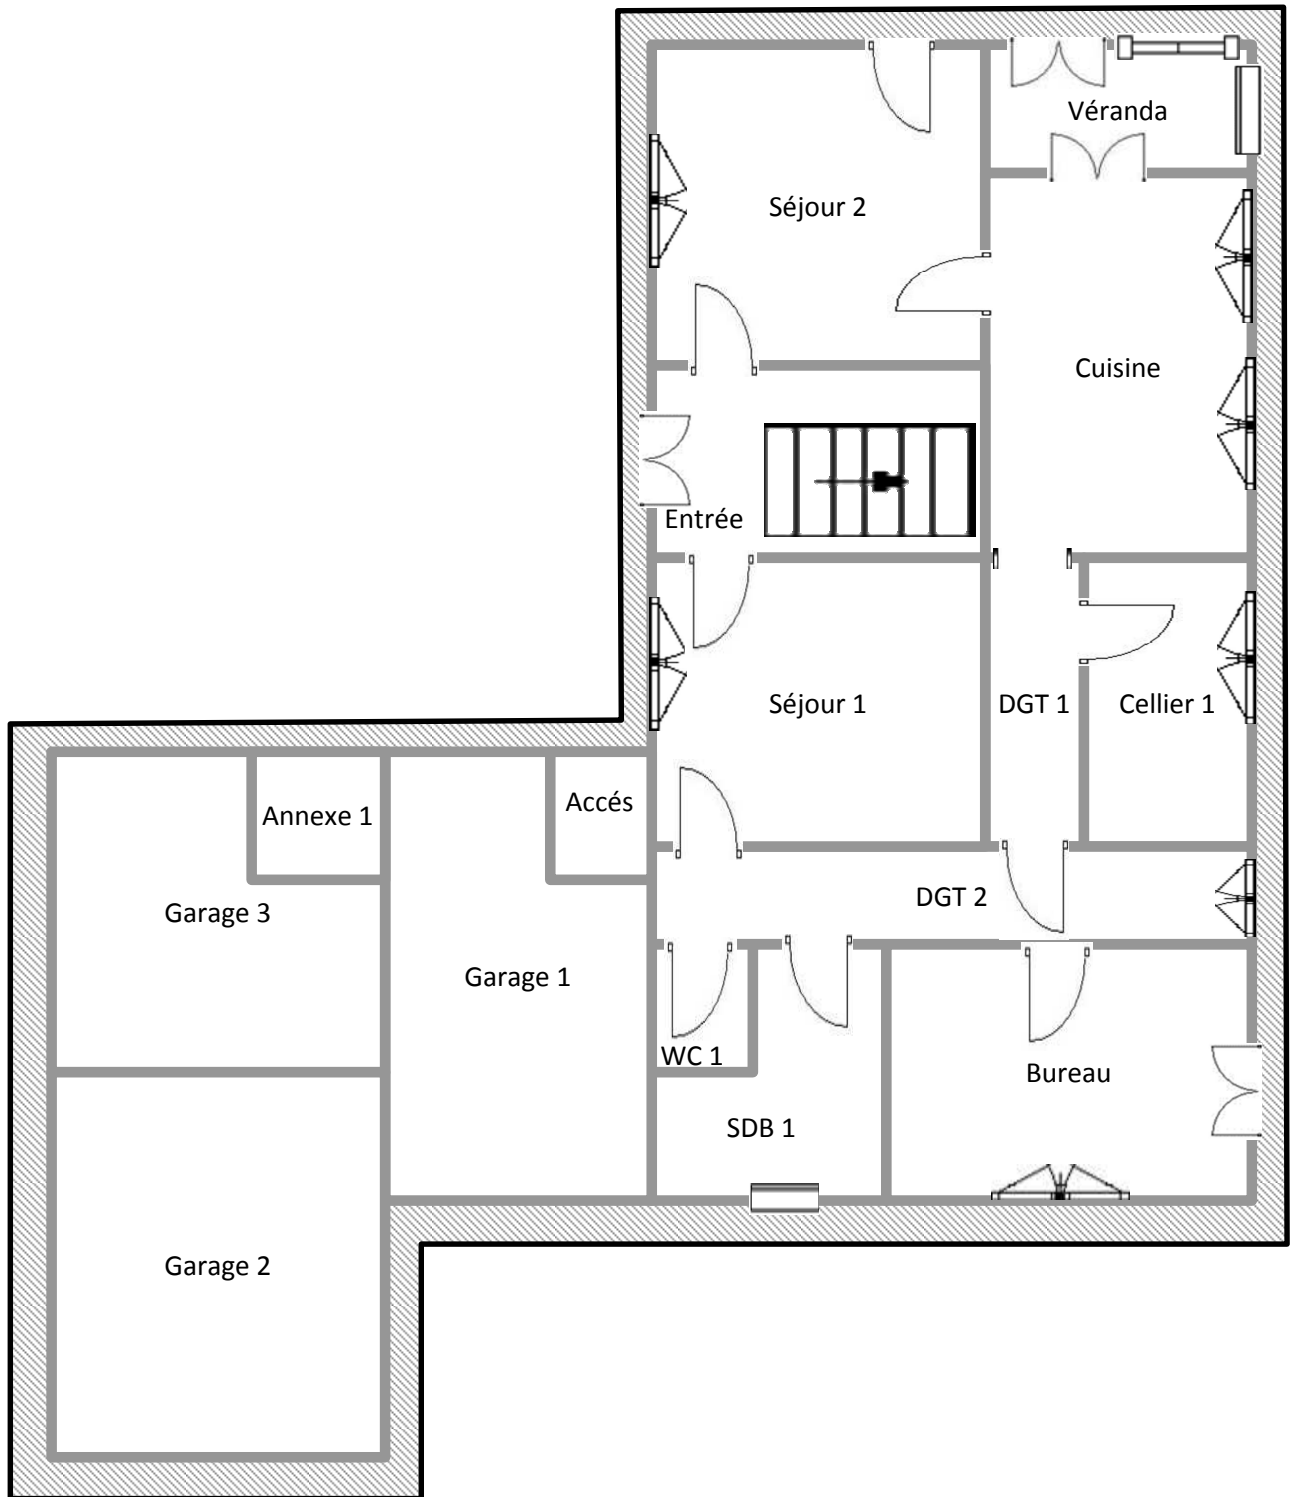 Véranda
Séjour 2
Cuisine
Entrée
Séjour 1
DGT 1
Cellier 1
Accés
Annexe 1
DGT 2
Garage 3
Garage 1
WC 1
Bureau
SDB 1
Garage 2